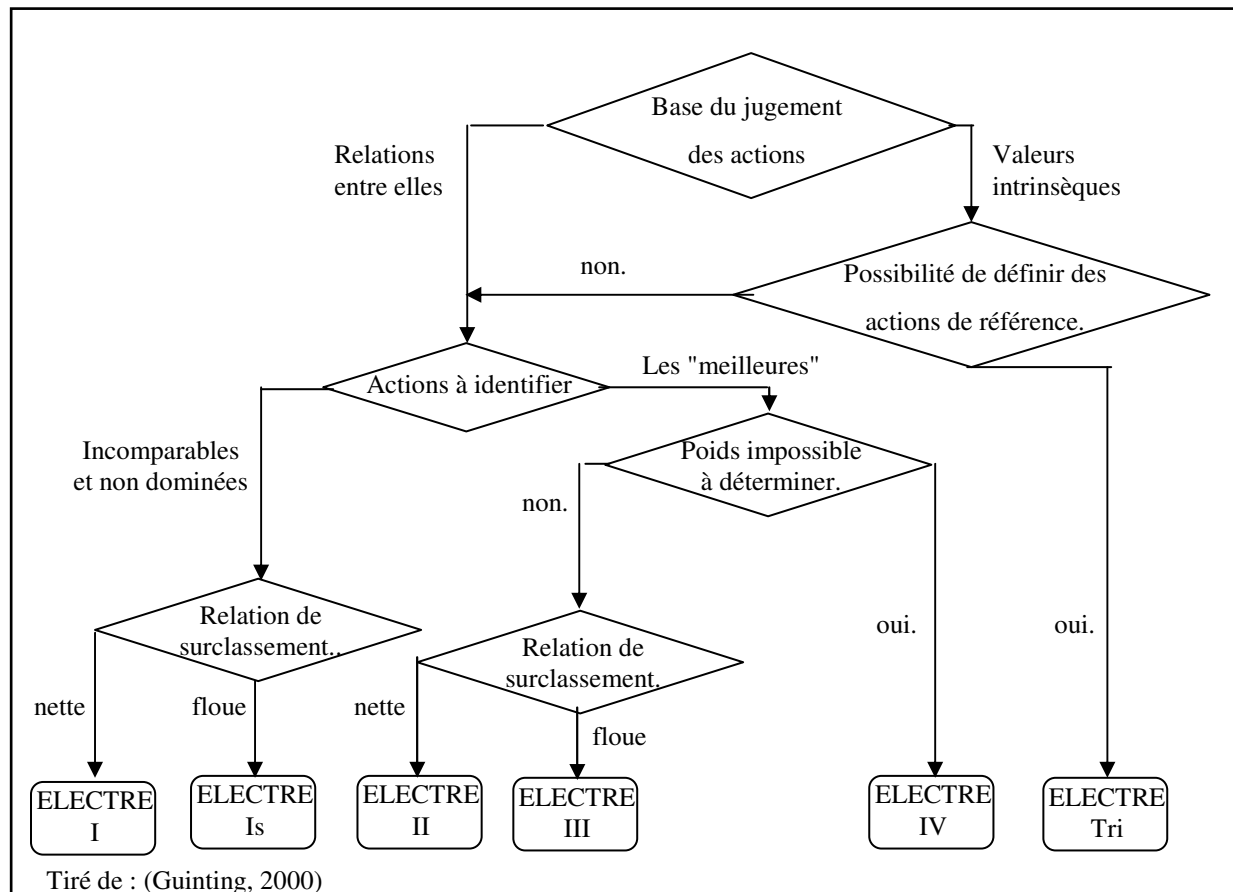 Base du jugement
des actions
Relations
entre elles
Valeurs
intrinsèques
non.
Possibilité de définir des
actions de référence.
Actions à identifier
Les "meilleures"
Incomparables
et non dominées
Poids impossible
à déterminer.
non.
Relation de
surclassement..
Relation de
surclassement.
oui.
oui.
nette
floue
nette
floue
ELECTRE
I
ELECTRE
Is
ELECTRE
II
ELECTRE
III
ELECTRE
IV
ELECTRE
Tri
Tiré de : (Guinting, 2000)